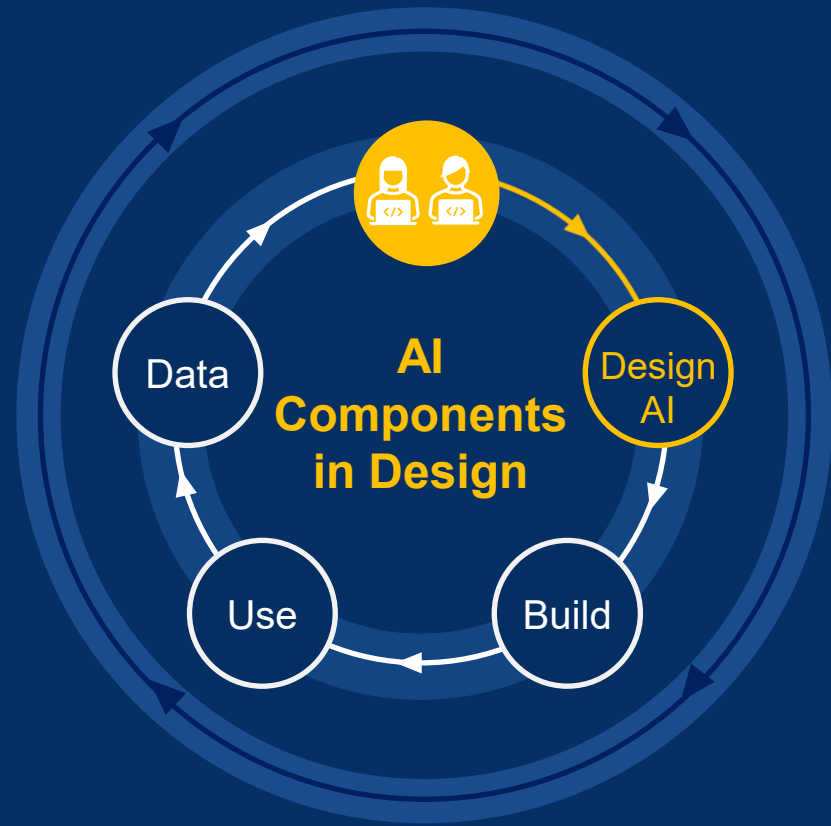 </> </>
Data
AI
Components
in Design
Design
AI
Use
Build